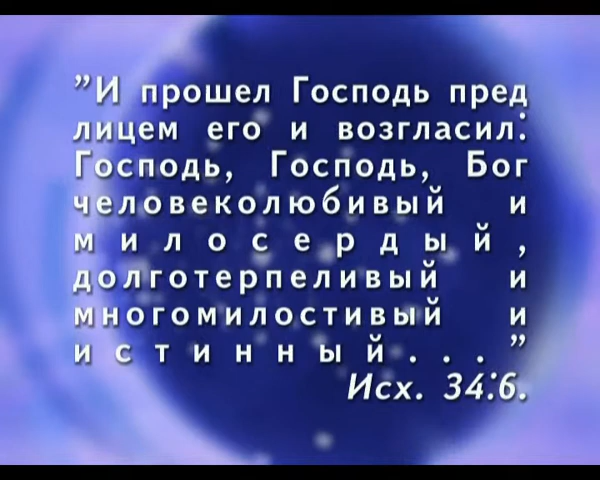 ”И прошел Господь пред
лицем его и возгласил:
Господь, Господь, Бог
человеколюбивый и
милосердый,
долготерпеливый и
многомилостивый и
истинный...”
Исх. 34:6.